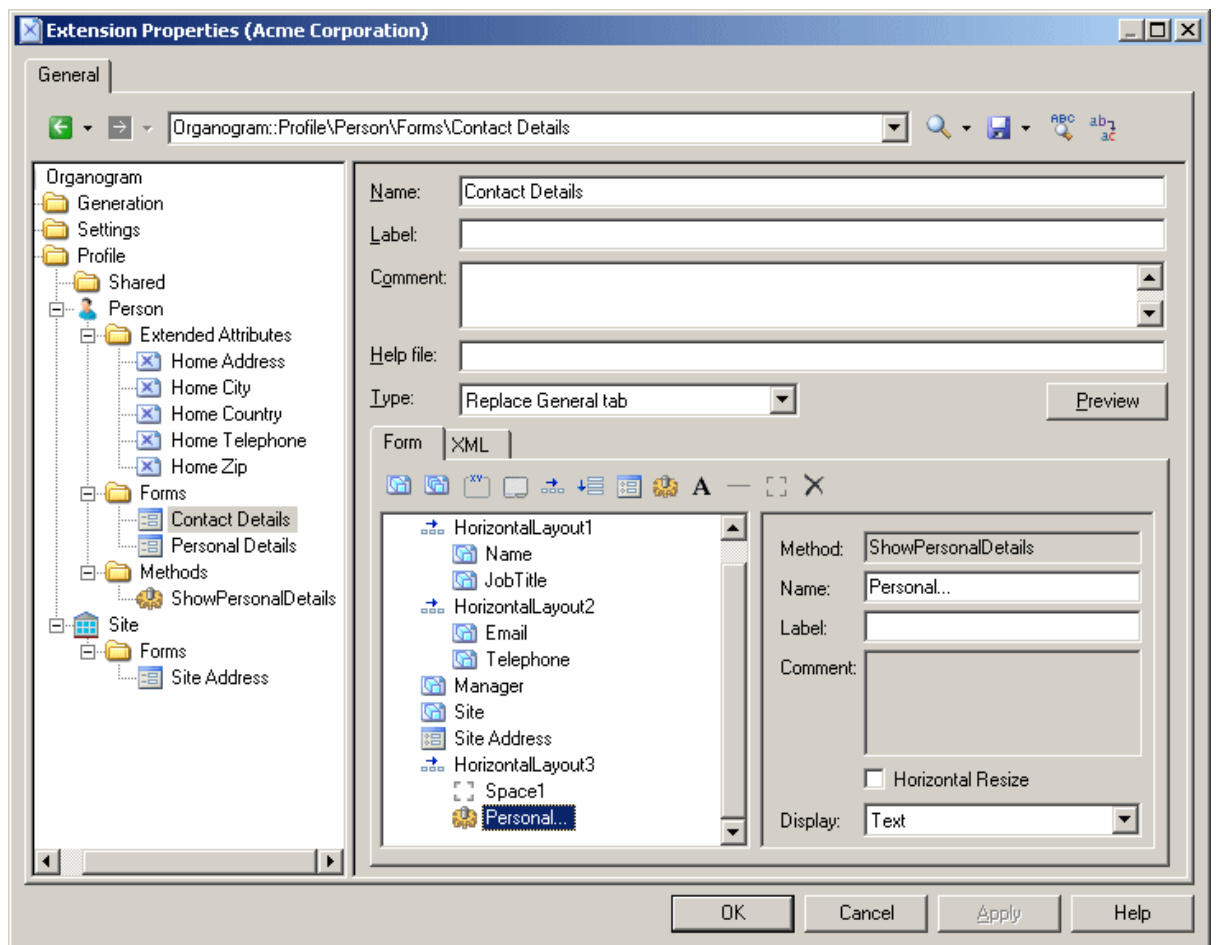 Extension Properties (Acme Corporation)
General
Organogram::Profile\Person\Forms\Contact Details
ABC
ab
ac
Organogram
Generation
Settings
Profile
Shared
Person
Extended Attributes
Home Address
Home City
Home Country
Home Telephone
Home Zip
Forms
Contact Details
Personal Details
Methods
ShowPersonalDetails
Site
Forms
Site Address
Name: Contact Details
Label:
Comment:
Help file:
Type: Replace General tab
Preview
Form XML
A
HorizontalLayout1
Name
JobTitle
HorizontalLayout2
Email
Telephone
Manager
Site
Site Address
HorizontalLayout3
Space1
Personal...
Method: ShowPersonalDetails
Name: Personal...
Label:
Comment:
Horizontal Resize
Display: Text
OK Cancel Apply Help